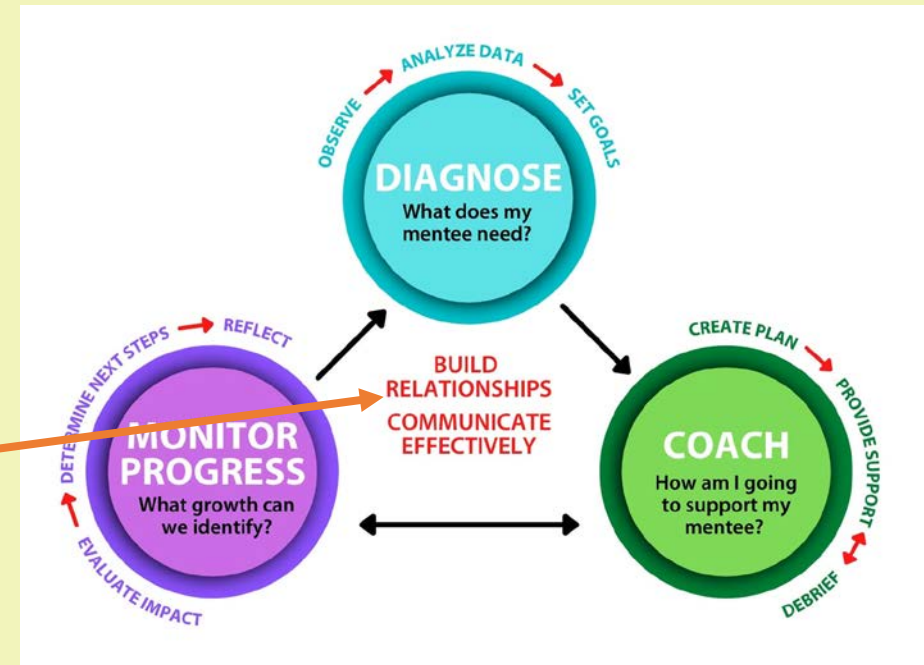 OBSERVE
ANALYZE DATA
SET GOALS
DIAGNOSE
What does my
mentee need?
BUILD
RELATIONSHIPS
COMMUNICATE
EFFECTIVELY
EVALUATE IMPACT
DETERMINE NEXT STEPS
REFLECT
MONITOR
PROGRESS
What growth can
we identify?
CREATE PLAN
PROVIDE SUPPORT
DEBRIEF
COACH
How am I going
to support my
mentee?